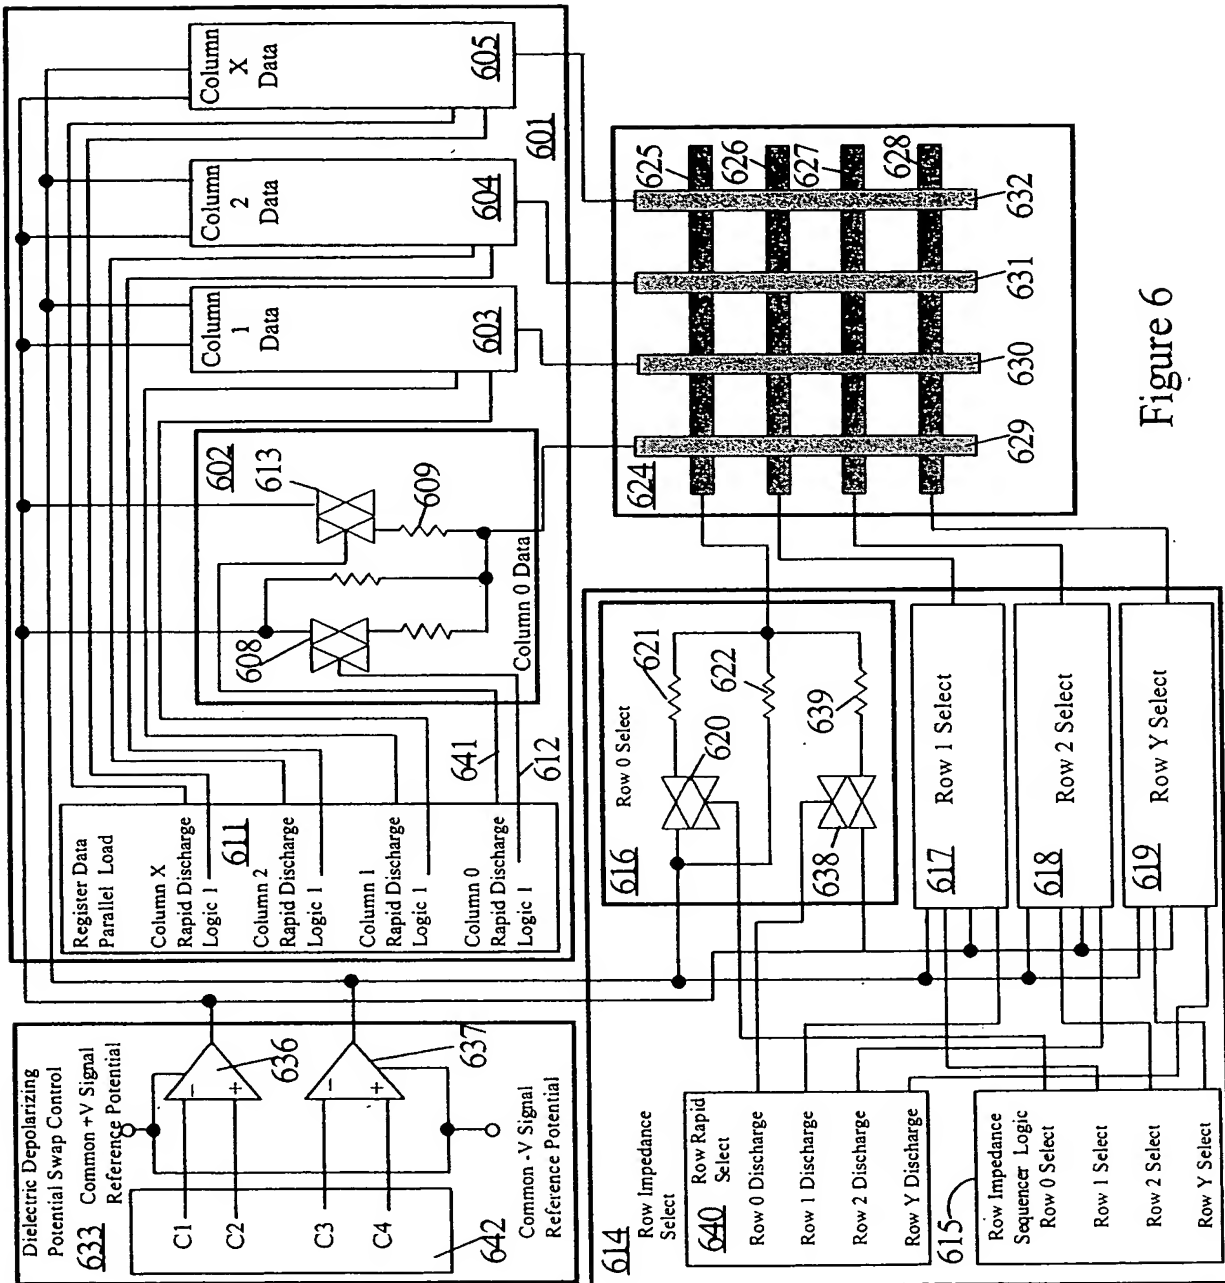 Dielectric Depolarizing
Potential Swap Control
633
Common +V Signal
Reference Potential
C1
C2
C3
C4
636
637
642
Common -V Signal
Reference Potential
Register Data
Parallel Load
Column X
Rapid Discharge
Logic 1
611
Column 2
Rapid Discharge
Logic 1
Column 1
Rapid Discharge
Logic 1
Column 0
Rapid Discharge
Logic 1
641
612
602
613
608
609
Column 0 Data
Column
1
Data
603
Column
2
Data
604
Column
X
Data
605
601
624
625
626
627
628
629
630
631
632
614
Row Impedance
Select
640
Row Rapid
Select
Row 0 Discharge
Row 1 Discharge
Row 2 Discharge
Row Y Discharge
615
Row Impedance
Sequencer Logic
Row 0 Select
Row 1 Select
Row 2 Select
Row Y Select
616
Row 0 Select
621
620
622
638
639
Row 1 Select
617
Row 2 Select
618
Row Y Select
619
Figure 6